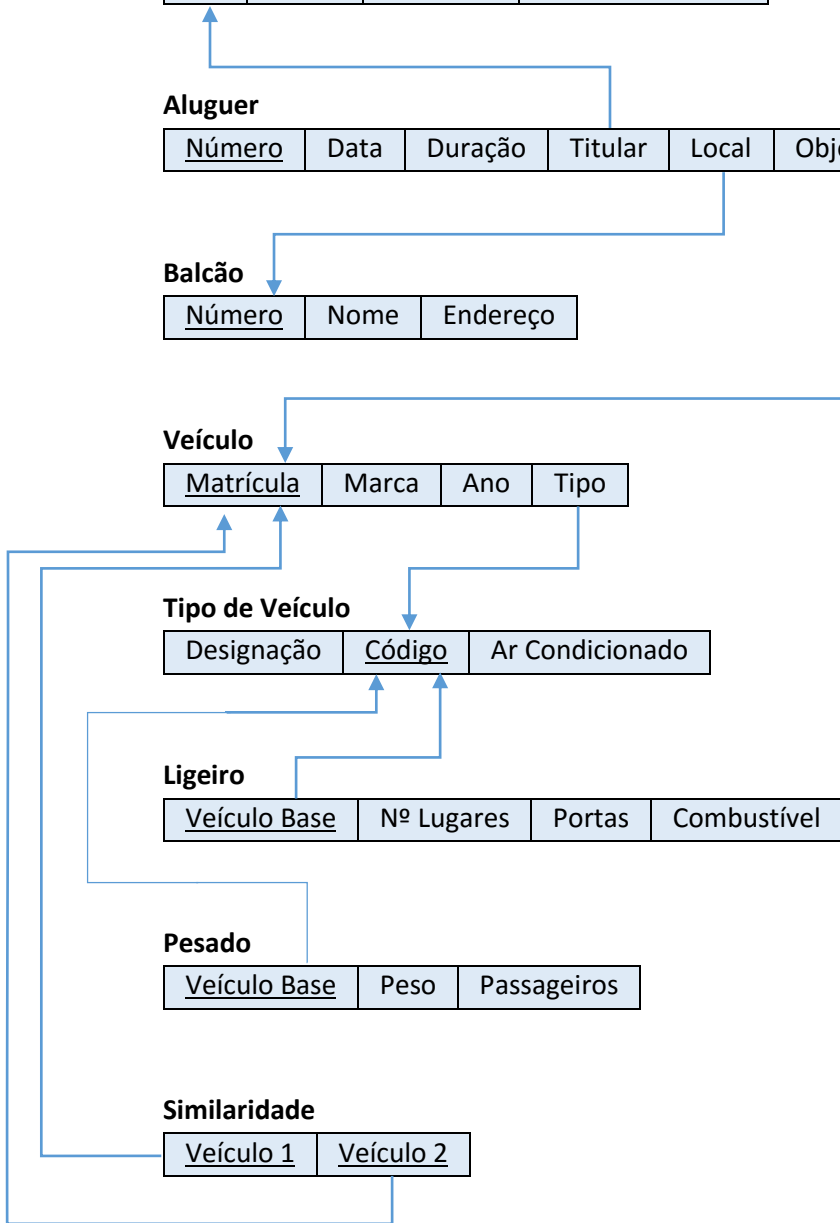 Aluguer
Número Data Duração Titular Local
Balcão
Número Nome Endereço
Veículo
Matrícula Marca Ano Tipo
Tipo de Veículo
Designação Código Ar Condicionado
Ligeiro
Veículo Base Nº Lugares Portas Combustível
Pesado
Veículo Base Peso Passageiros
Similaridade
Veículo 1 Veículo 2